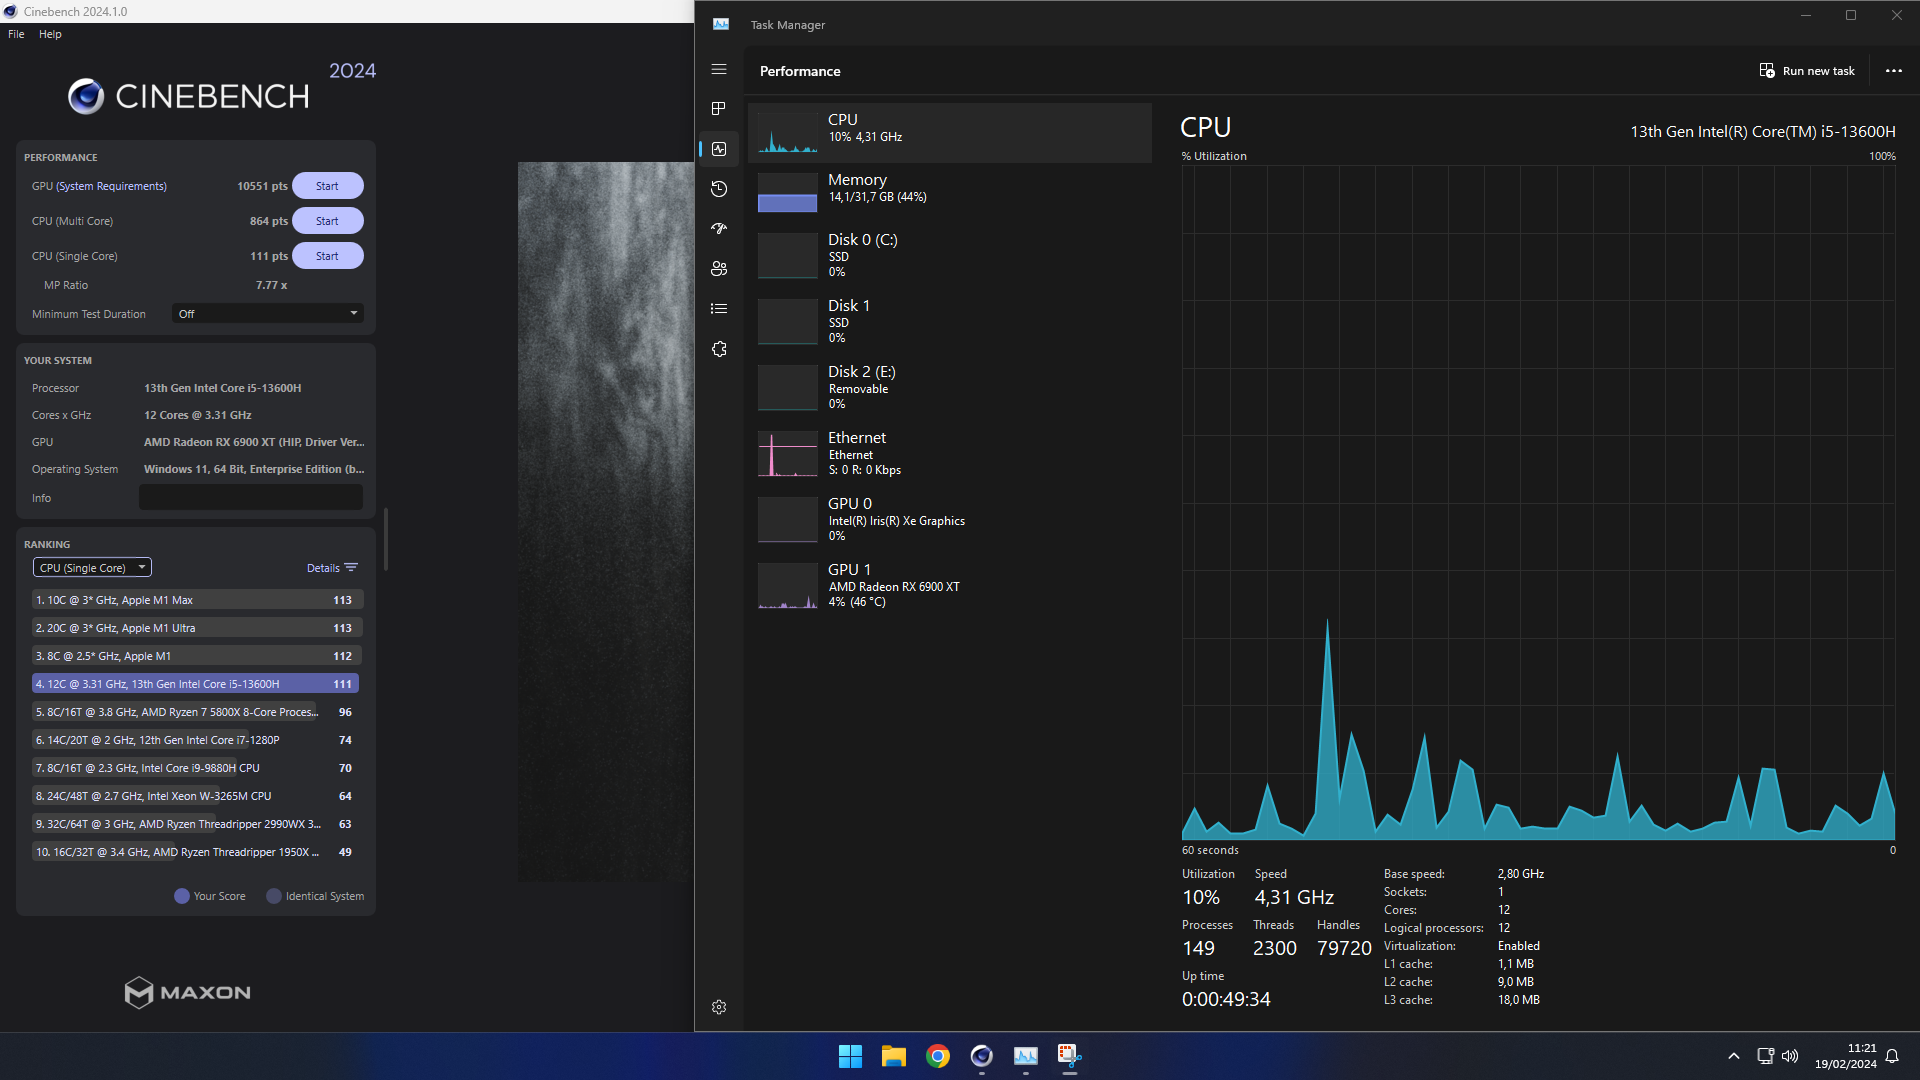 Cinebench 2024.1.0
File Help
CINEBENCH 2024
PERFORMANCE
GPU (System Requirements) 10551 pts Start
CPU (Multi Core) 864 pts Start
CPU (Single Core) 111 pts Start
MP Ratio 7.77 x
Minimum Test Duration Off
YOUR SYSTEM
Processor 13th Gen Intel Core i5-13600H
Cores x GHz 12 Cores @ 3.31 GHz
GPU AMD Radeon RX 6900 XT (HIP, Driver Ver...
Operating System Windows 11, 64 Bit, Enterprise Edition (b...
Info
RANKING
CPU (Single Core) Details
1. 10C @ 3* GHz, Apple M1 Max 113
2. 20C @ 3* GHz, Apple M1 Ultra 113
3. 8C @ 2.5* GHz, Apple M1 112
4. 12C @ 3.31 GHz, 13th Gen Intel Core i5-13600H 111
5. 8C/16T @ 3.8 GHz, AMD Ryzen 7 5800X 8-Core Proces... 96
6. 14C/20T @ 2 GHz, 12th Gen Intel Core i7-1280P 74
7. 8C/16T @ 2.3 GHz, Intel Core i9-9880H CPU 70
8. 24C/48T @ 2.7 GHz, Intel Xeon W-3265M CPU 64
9. 32C/64T @ 3 GHz, AMD Ryzen Threadripper 2990WX 3... 63
10. 16C/32T @ 3.4 GHz, AMD Ryzen Threadripper 1950X ... 49
Your Score Identical System
MAXON
Task Manager
Performance Run new task
CPU
10% 4,31 GHz
Memory
14,1/31,7 GB (44%)
Disk 0 (C:)
SSD
0%
Disk 1
SSD
0%
Disk 2 (E:)
Removable
0%
Ethernet
Ethernet
S: 0 R: 0 Kbps
GPU 0
Intel(R) Iris(R) Xe Graphics
0%
GPU 1
AMD Radeon RX 6900 XT
4% (46 °C)
CPU 13th Gen Intel(R) Core(TM) i5-13600H
% Utilization 100%
60 seconds 0
Utilization Speed
10% 4,31 GHz
Processes Threads Handles
149 2300 79720
Up time
0:00:49:34
Base speed: 2,80 GHz
Sockets: 1
Cores: 12
Logical processors: 12
Virtualization: Enabled
L1 cache: 1,1 MB
L2 cache: 9,0 MB
L3 cache: 18,0 MB
11:21
19/02/2024